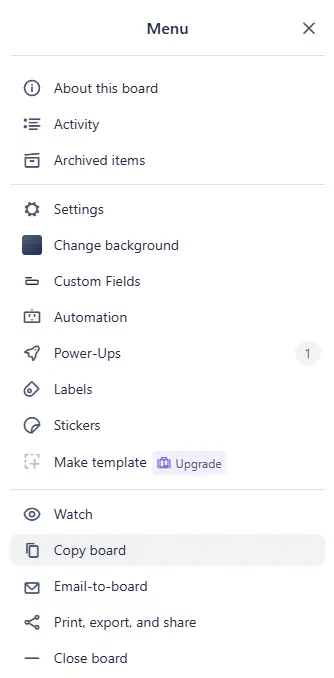 Menu
About this board
Activity
Archived items
Settings
Change background
Custom Fields
Automation
Power-Ups 1
Labels
Stickers
Make template Upgrade
Watch
Copy board
Email-to-board
Print, export, and share
Close board